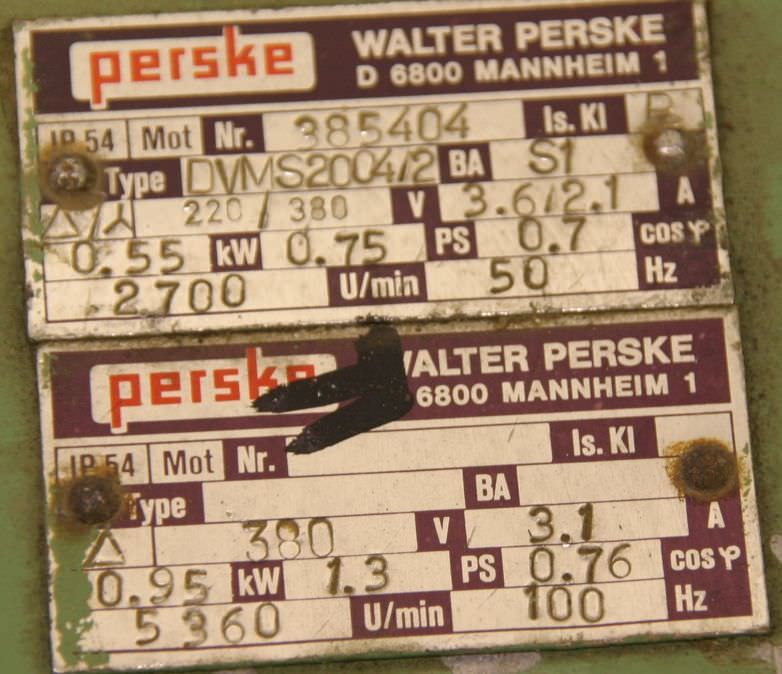 perske WALTER PERSKE
D 6800 MANNHEIM 1
IP 54 Mot Nr. 385404 Is. Kl B
Type DVMS2004/2 BA S1
△/⅄ 220/380 V 3.6/2.1 A
0.55 kW 0.75 PS 0.7 cos φ
2700 U/min 50 Hz
perske WALTER PERSKE
6800 MANNHEIM 1
IP 54 Mot Nr. Is. Kl
Type BA
△ 380 V 3.1 A
0.95 kW 1.3 PS 0.76 cos φ
5360 U/min 100 Hz